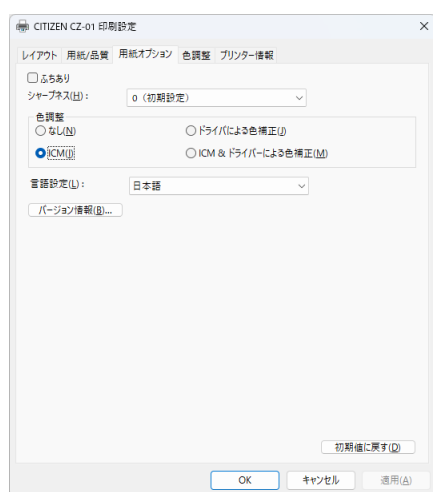 CITIZEN CZ-01 印刷設定
レイアウト 用紙/品質 用紙オプション 色調整 プリンター情報
ふちあり
シャープネス(H): 0（初期設定）
色調整
なし(N) ドライバによる色補正(J)
ICM(I) ICM & ドライバーによる色補正(M)
言語設定(L): 日本語
バージョン情報(B)...
初期値に戻す(D)
OK キャンセル 適用(A)